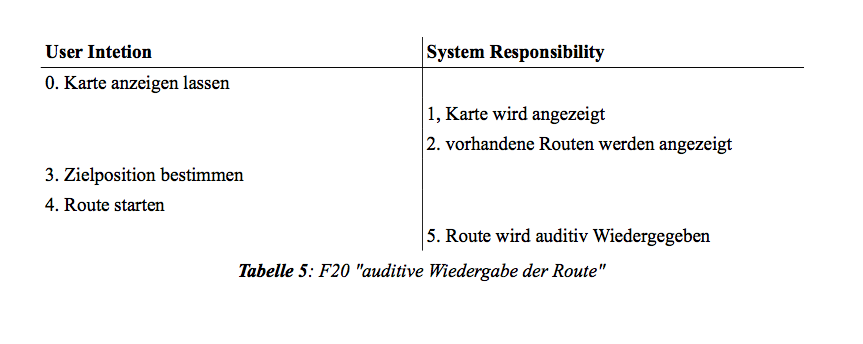 User Intetion System Responsibility
0. Karte anzeigen lassen
1, Karte wird angezeigt
2. vorhandene Routen werden angezeigt
3. Zielposition bestimmen
4. Route starten
5. Route wird auditiv Wiedergegeben
Tabelle 5: F20 "auditive Wiedergabe der Route"